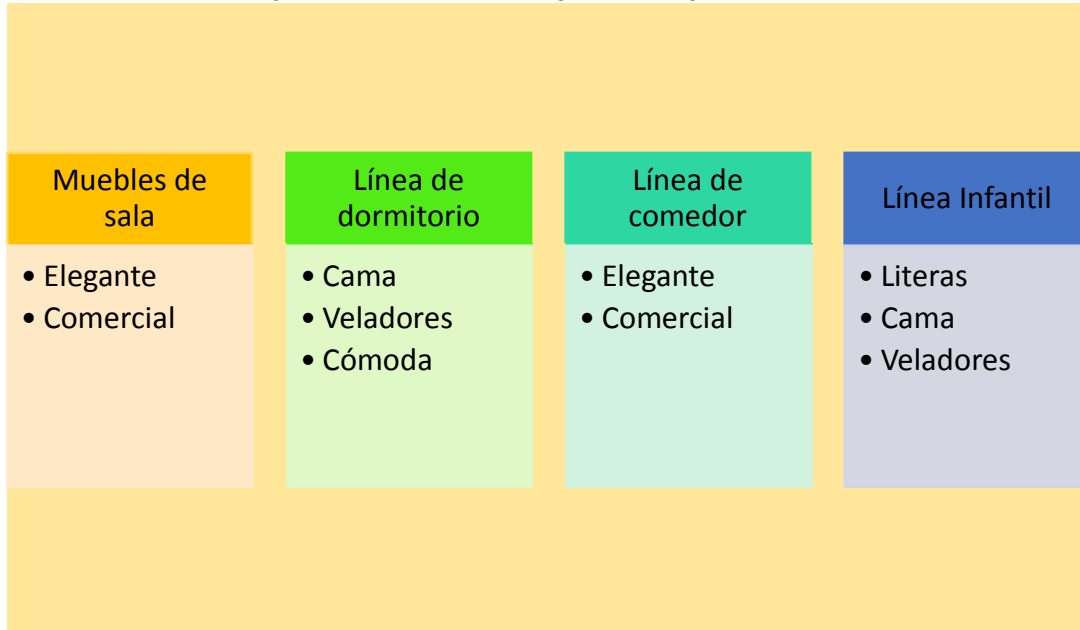 Muebles de
sala
• Elegante
• Comercial
Línea de
dormitorio
• Cama
• Veladores
• Cómoda
Línea de
comedor
• Elegante
• Comercial
Línea Infantil
• Literas
• Cama
• Veladores